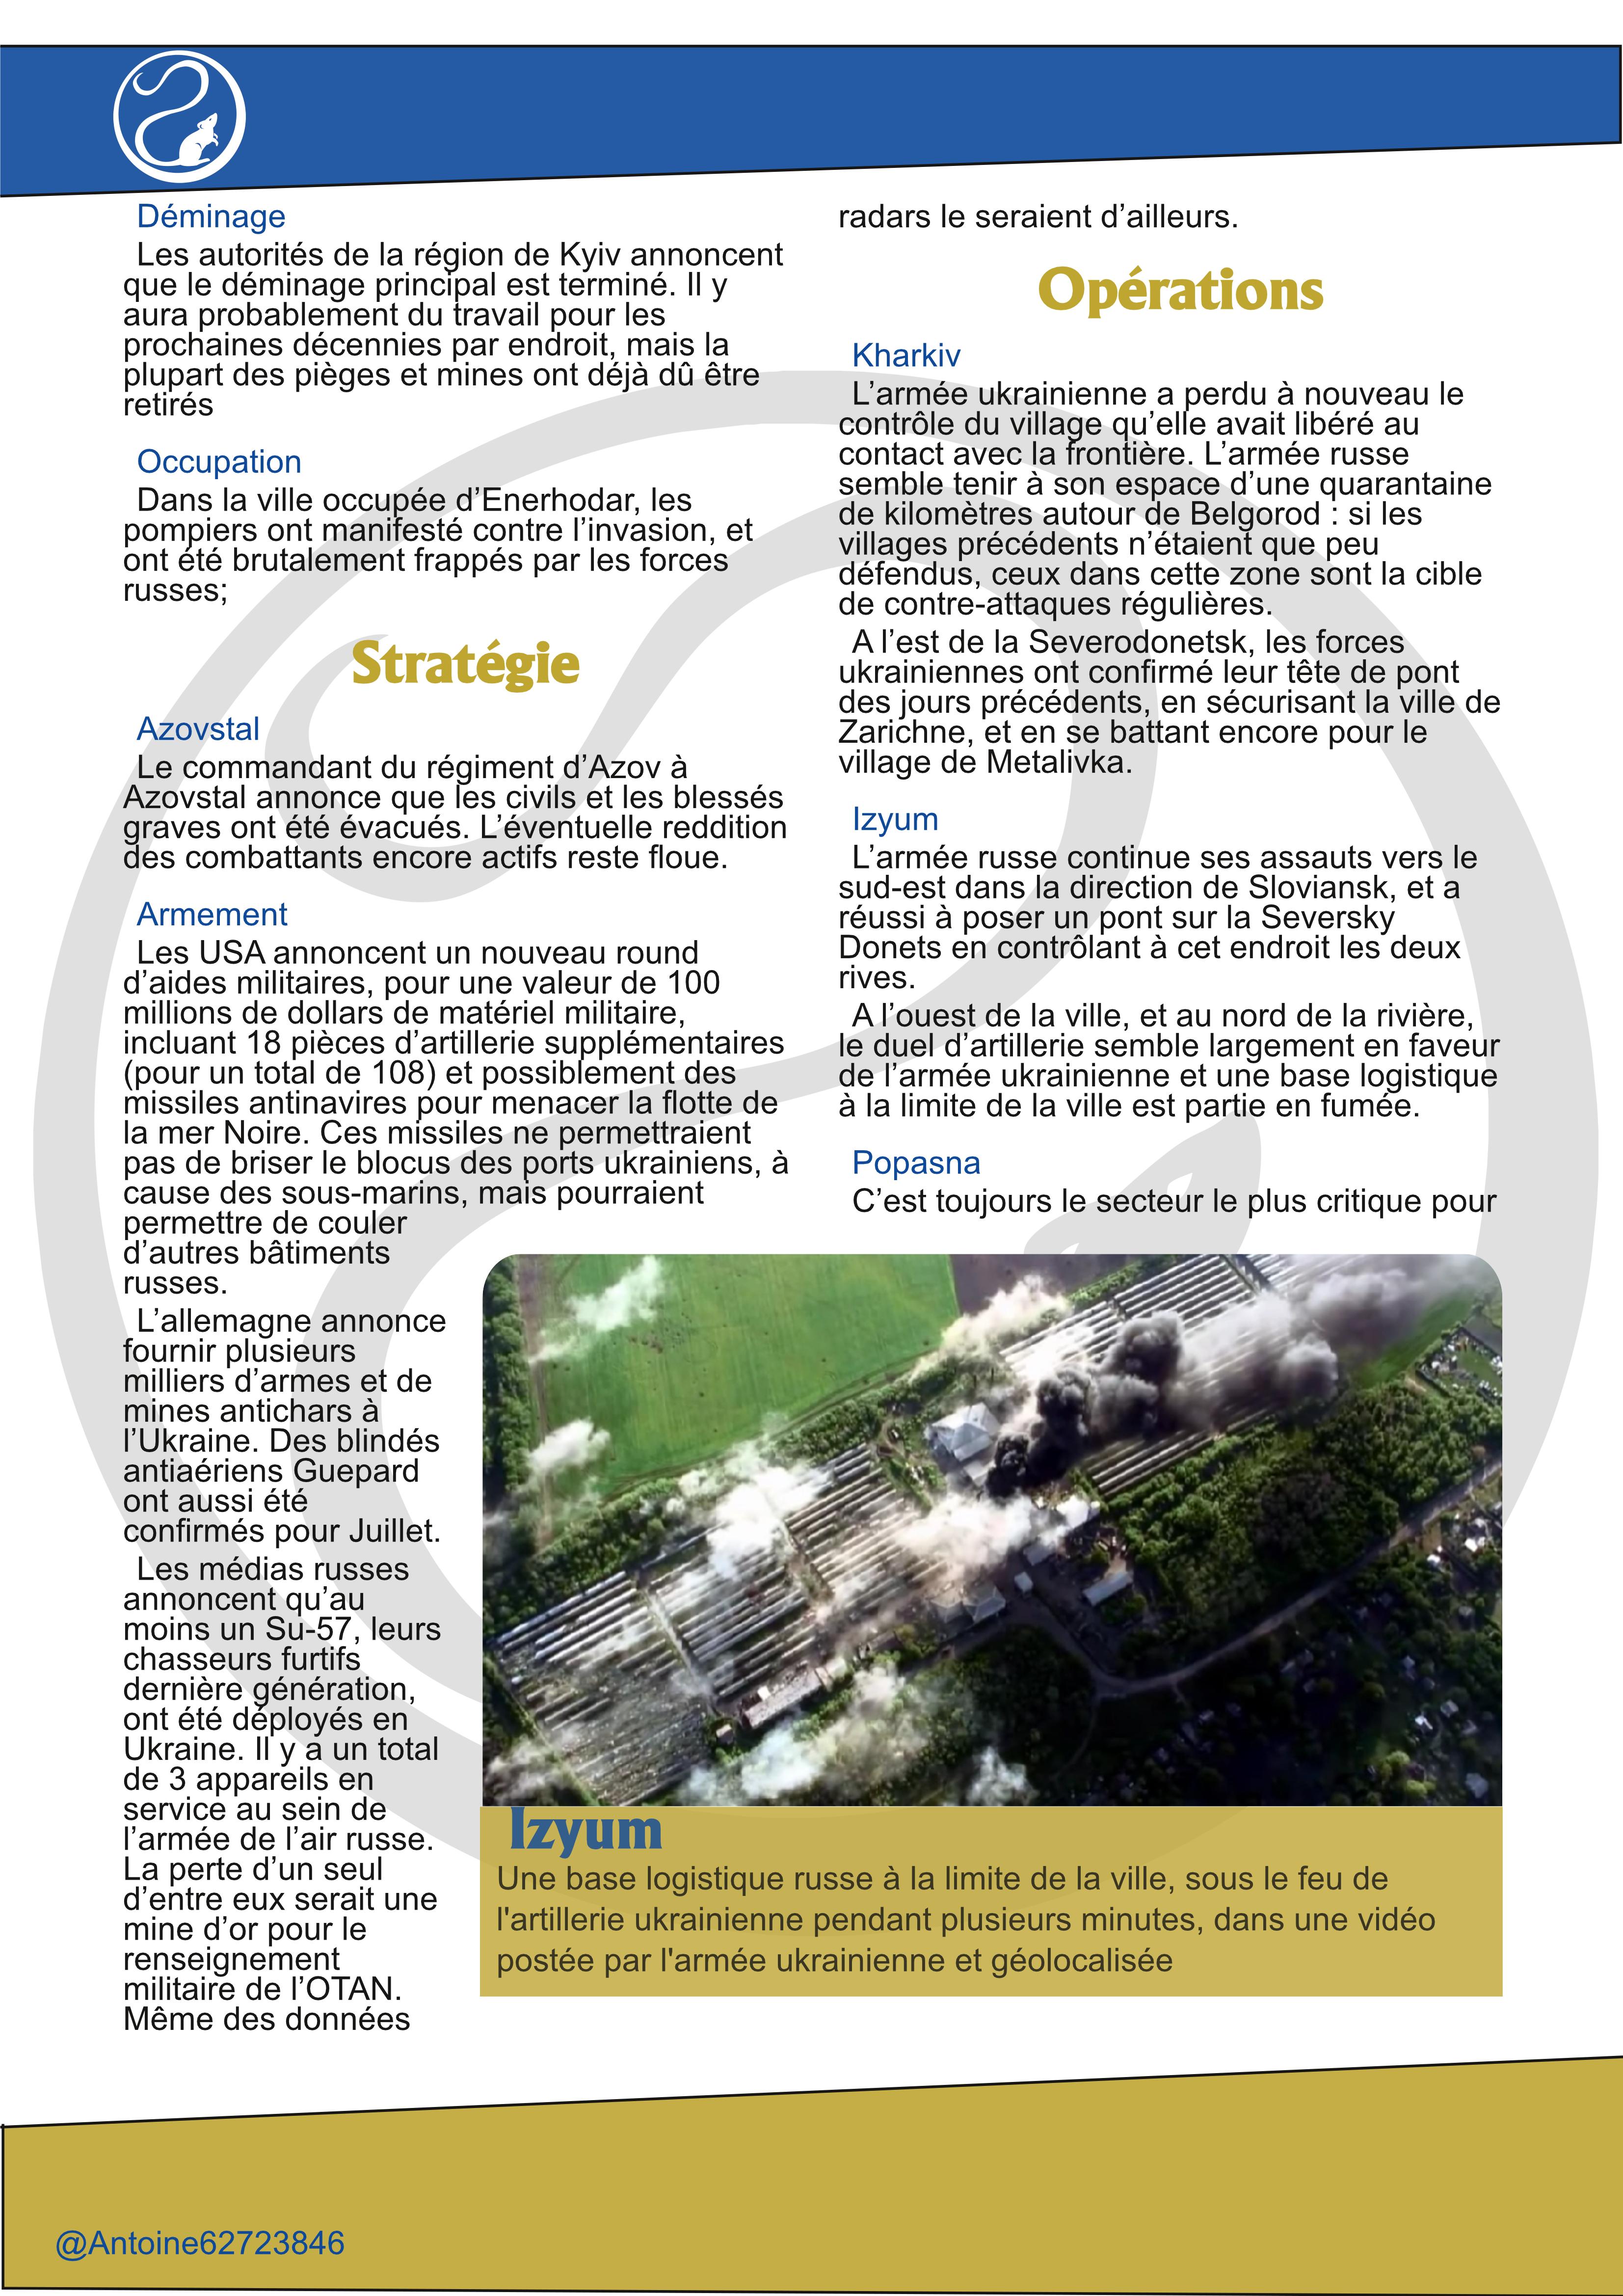 Déminage
Les autorités de la région de Kyiv annoncent
que le déminage principal est terminé. Il y
aura probablement du travail pour les
prochaines décennies par endroit, mais la
plupart des pièges et mines ont déjà dû être
retirés
Occupation
Dans la ville occupée d’Enerhodar, les
pompiers ont manifesté contre l’invasion, et
ont été brutalement frappés par les forces
russes;
Stratégie
Azovstal
Le commandant du régiment d’Azov à
Azovstal annonce que les civils et les blessés
graves ont été évacués. L’éventuelle reddition
des combattants encore actifs reste floue.
Armement
Les USA annoncent un nouveau round
d’aides militaires, pour une valeur de 100
millions de dollars de matériel militaire,
incluant 18 pièces d’artillerie supplémentaires
(pour un total de 108) et possiblement des
missiles antinavires pour menacer la flotte de
la mer Noire. Ces missiles ne permettraient
pas de briser le blocus des ports ukrainiens, à
cause des sous-marins, mais pourraient
permettre de couler
d’autres bâtiments
russes.
L’allemagne annonce
fournir plusieurs
milliers d’armes et de
mines antichars à
l’Ukraine. Des blindés
antiaériens Guepard
ont aussi été
confirmés pour Juillet.
Les médias russes
annoncent qu’au
moins un Su-57, leurs
chasseurs furtifs
dernière génération,
ont été déployés en
Ukraine. Il y a un total
de 3 appareils en
service au sein de
l’armée de l’air russe.
La perte d’un seul
d’entre eux serait une
mine d’or pour le
renseignement
militaire de l’OTAN.
Même des données
radars le seraient d’ailleurs.
Opérations
Kharkiv
L’armée ukrainienne a perdu à nouveau le
contrôle du village qu’elle avait libéré au
contact avec la frontière. L’armée russe
semble tenir à son espace d’une quarantaine
de kilomètres autour de Belgorod : si les
villages précédents n’étaient que peu
défendus, ceux dans cette zone sont la cible
de contre-attaques régulières.
A l’est de la Severodonetsk, les forces
ukrainiennes ont confirmé leur tête de pont
des jours précédents, en sécurisant la ville de
Zarichne, et en se battant encore pour le
village de Metalivka.
Izyum
L’armée russe continue ses assauts vers le
sud-est dans la direction de Sloviansk, et a
réussi à poser un pont sur la Seversky
Donets en contrôlant à cet endroit les deux
rives.
A l’ouest de la ville, et au nord de la rivière,
le duel d’artillerie semble largement en faveur
de l’armée ukrainienne et une base logistique
à la limite de la ville est partie en fumée.
Popasna
C’est toujours le secteur le plus critique pour
Izyum
Une base logistique russe à la limite de la ville, sous le feu de
l'artillerie ukrainienne pendant plusieurs minutes, dans une vidéo
postée par l'armée ukrainienne et géolocalisée
@Antoine62723846